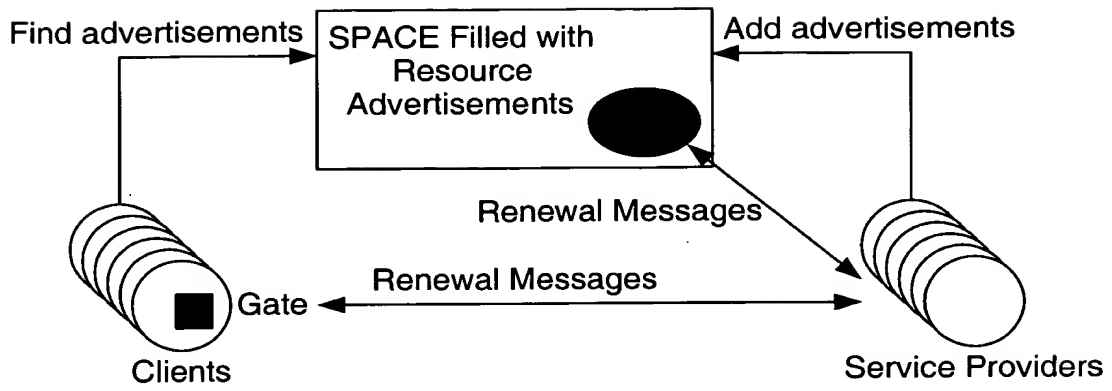 Find advertisements
SPACE Filled with
Resource
Advertisements
Add advertisements
Renewal Messages
Renewal Messages
Gate
Clients
Service Providers